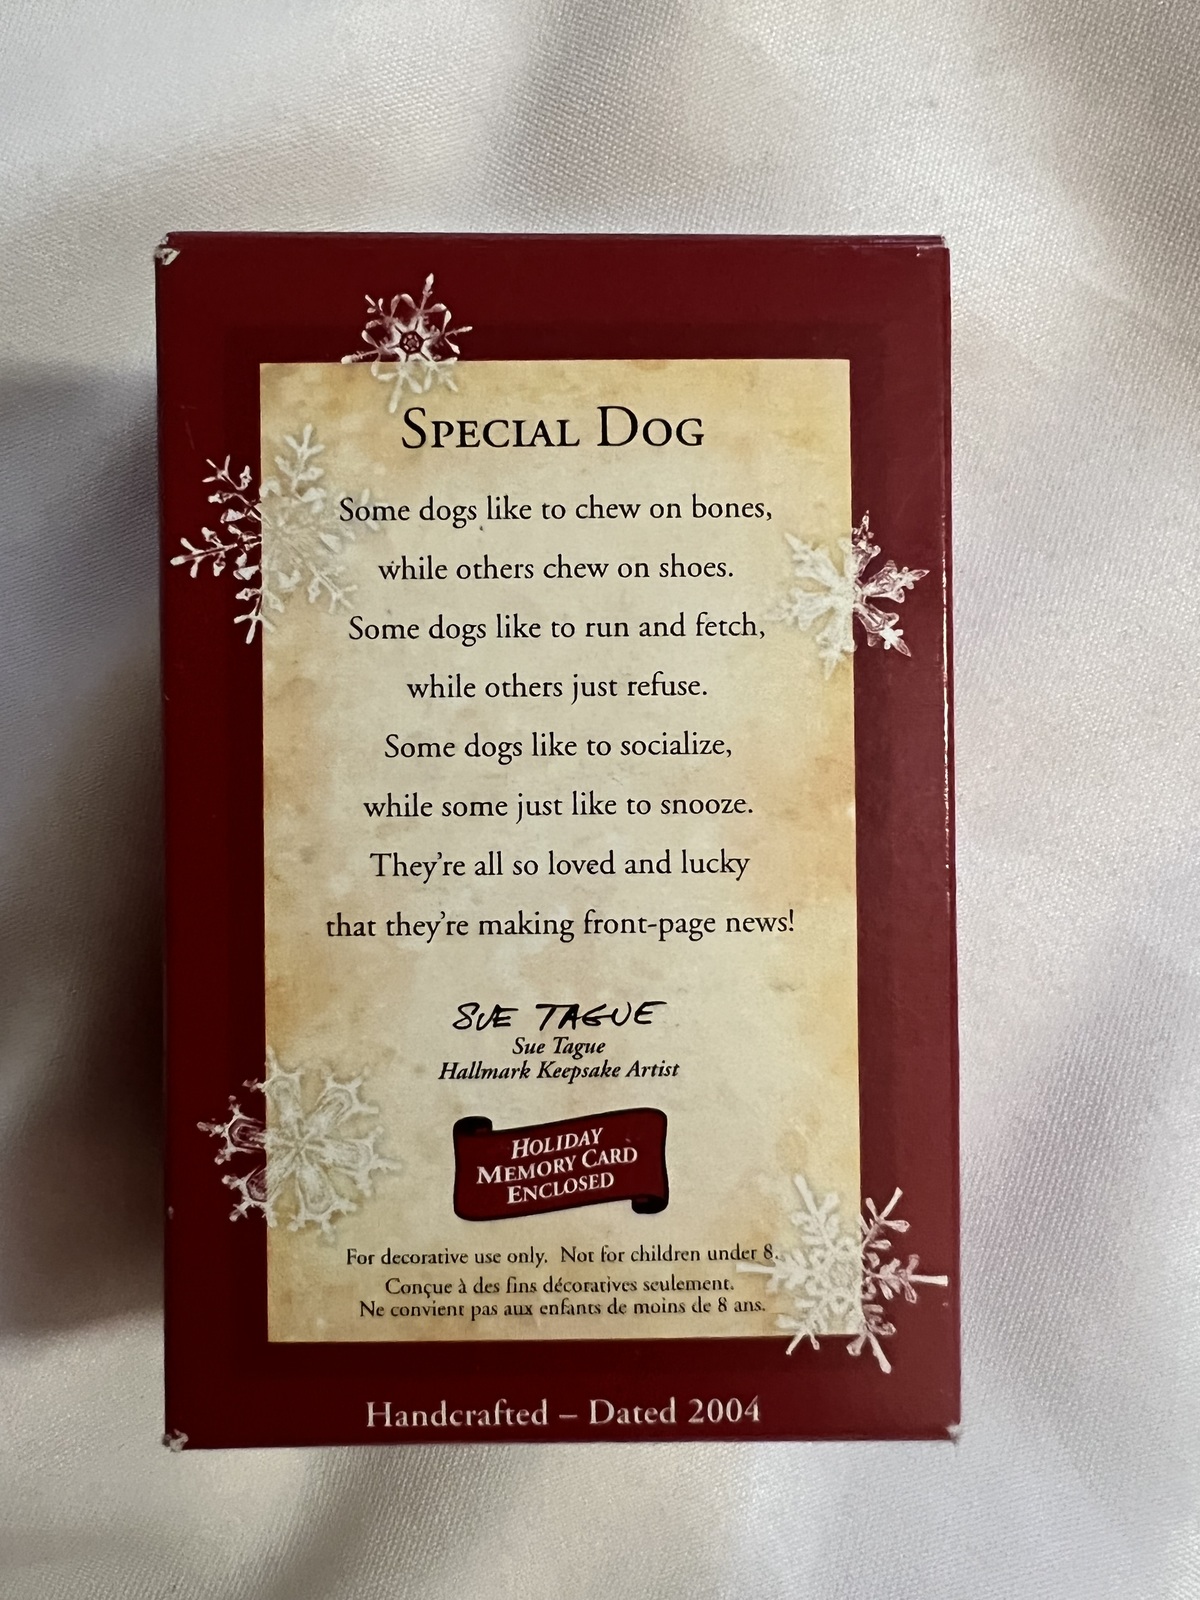 SPECIAL DOG
Some dogs like to chew on bones,
while others chew on shoes.
Some dogs like to run and fetch,
while others just refuse.
Some dogs like to socialize,
while some just like to snooze.
They're all so loved and lucky
that they're making front-page news!
SUE TAGUE
Sue Tague
Hallmark Keepsake Artist
HOLIDAY
MEMORY CARD
ENCLOSED
For decorative use only.  Not for children under 8.
Conçue à des fins décoratives seulement.
Ne convient pas aux enfants de moins de 8 ans.
Handcrafted – Dated 2004